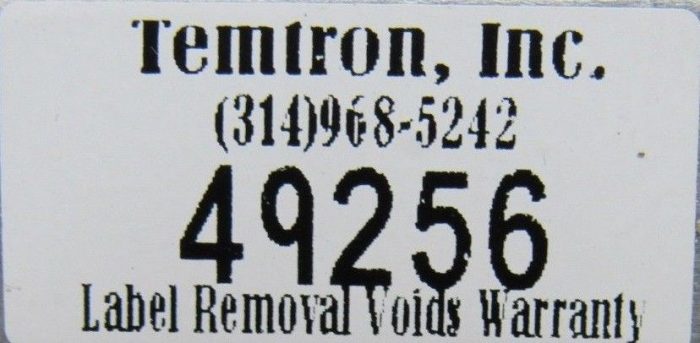 Temtron, Inc.
(314)968-5242
49256
Label Removal Voids Warranty